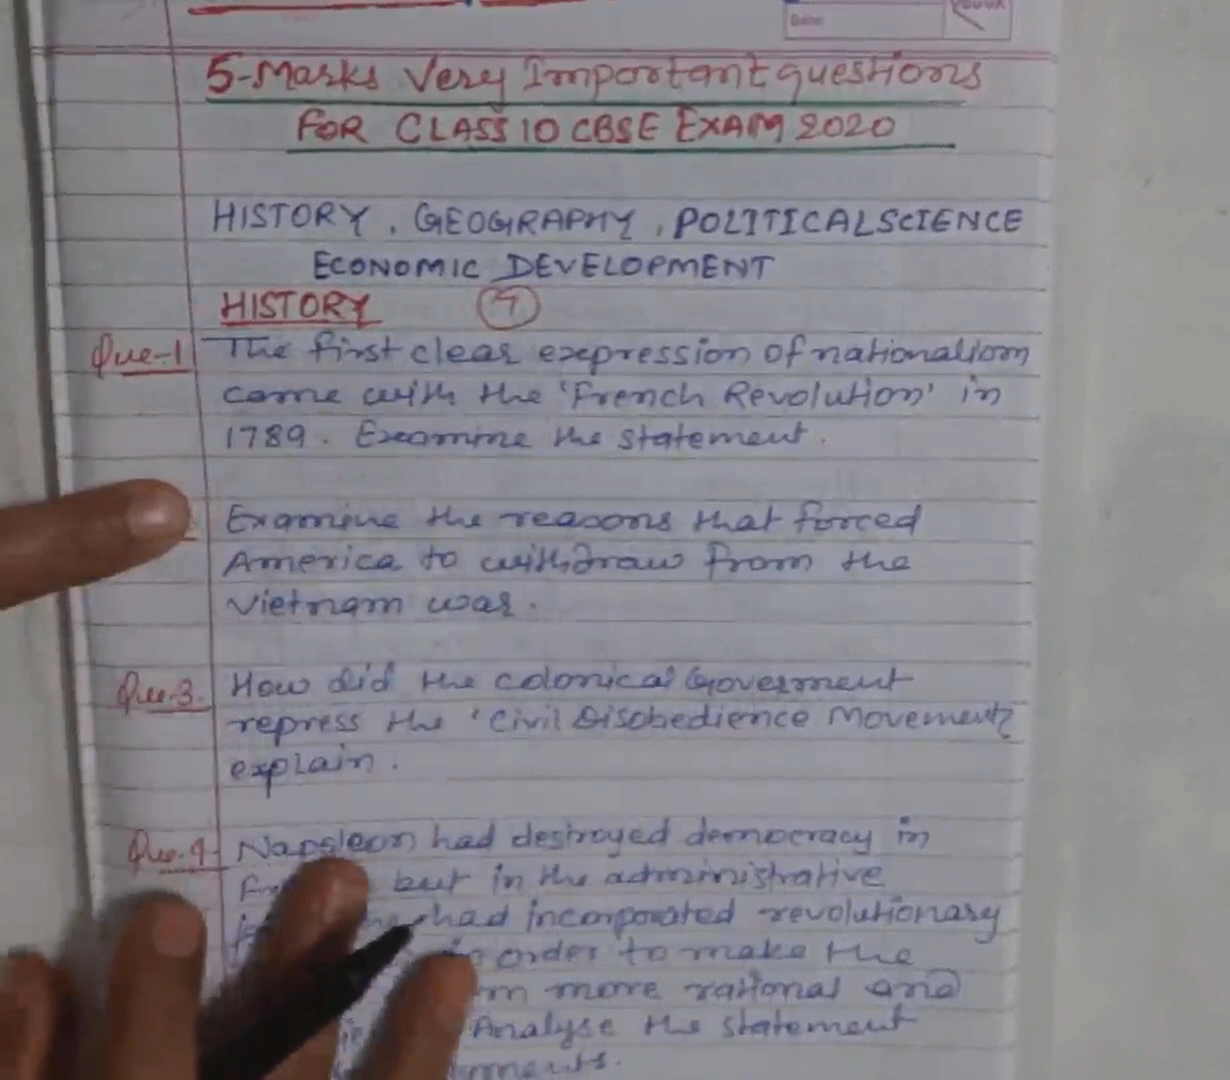 5-Marks Very Important questions
FOR CLASS 10 CBSE EXAM 2020
HISTORY, GEOGRAPHY, POLITICAL SCIENCE
ECONOMIC DEVELOPMENT
HISTORY
Que-1 The first clear expression of nationalism
came with the 'French Revolution' in
1789. Examine the statement.
Examine the reasons that forced
America to withdraw from the
Vietnam war.
Que-3. How did the colonical Goverment
repress the 'Civil Disobedience Movement?
explain.
Napoleon had destroyed democracy in
but in the administrative
had incorporated revolutionary
order to make the
more rational and
Analyse the statement